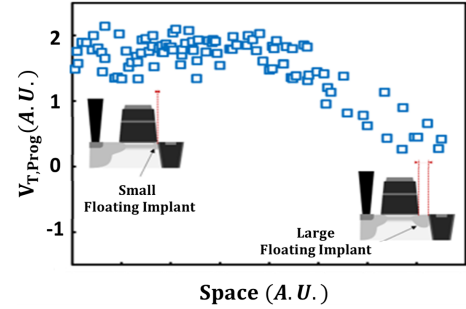 V_T,Prog (A.U.)
2
1
0
-1
Small
Floating Implant
Large
Floating Implant
Space (A.U.)